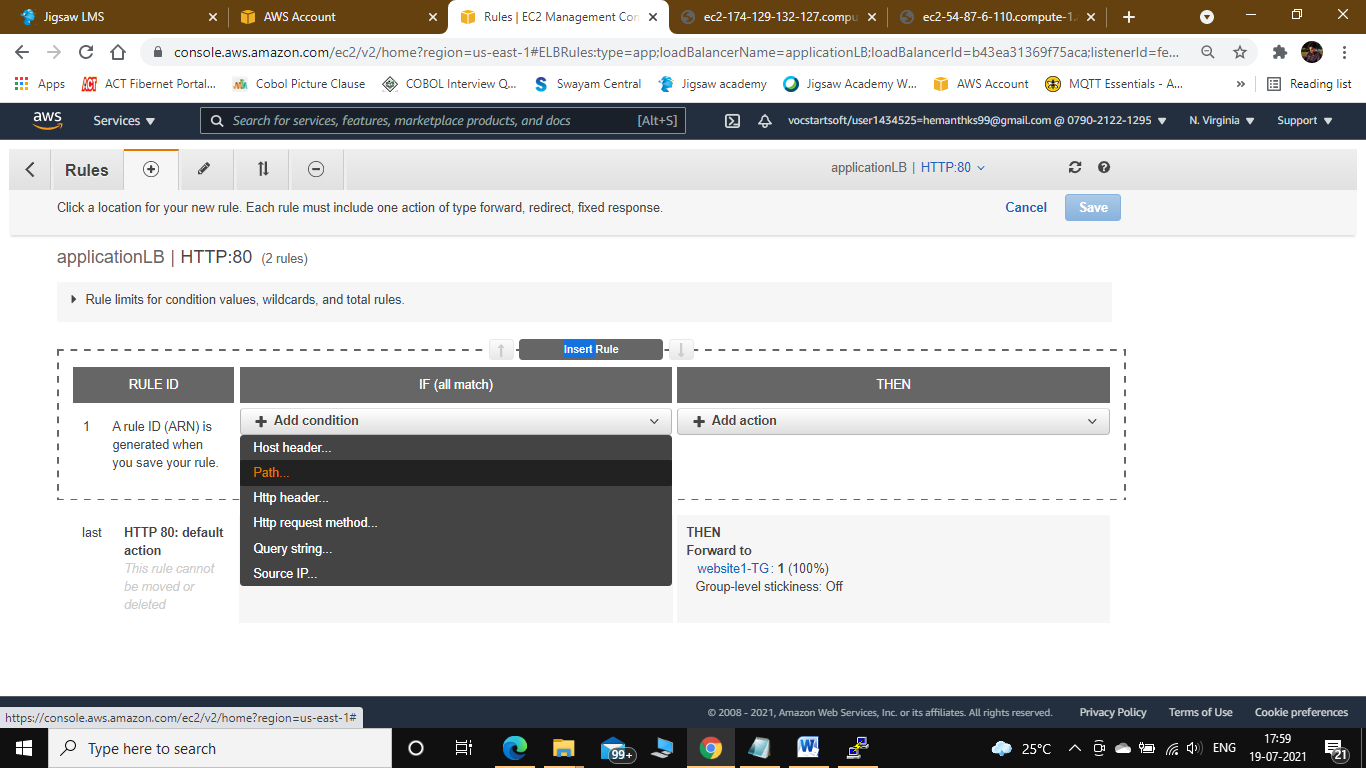 Jigsaw LMS
AWS Account
Rules | EC2 Management Con
ec2-174-129-132-127.compu
ec2-54-87-6-110.compute-1.
console.aws.amazon.com/ec2/v2/home?region=us-east-1#ELBRules:type=app;loadBalancerName=applicationLB;loadBalancerId=b43ea31369f75aca;listenerId=fe...
Apps
ACT Fibernet Portal...
Cobol Picture Clause
COBOL Interview Q...
Swayam Central
Jigsaw academy
Jigsaw Academy W...
AWS Account
MQTT Essentials - A...
»
Reading list
aws
Services
Search for services, features, marketplace products, and docs
[Alt+S]
vocstartsoft/user1434525=hemanthks99@gmail.com @ 0790-2122-1295
N. Virginia
Support
Rules
applicationLB | HTTP:80
Click a location for your new rule. Each rule must include one action of type forward, redirect, fixed response.
Cancel
Save
applicationLB | HTTP:80 (2 rules)
Rule limits for condition values, wildcards, and total rules.
Insert Rule
RULE ID
IF (all match)
THEN
1
A rule ID (ARN) is
generated when
you save your rule.
Add condition
Add action
Host header...
Path...
Http header...
Http request method...
Query string...
Source IP...
last
HTTP 80: default
action
This rule cannot
be moved or
deleted
THEN
Forward to
website1-TG: 1 (100%)
Group-level stickiness: Off
https://console.aws.amazon.com/ec2/v2/home?region=us-east-1#
© 2008 - 2021, Amazon Web Services, Inc. or its affiliates. All rights reserved.
Privacy Policy
Terms of Use
Cookie preferences
Type here to search
99+
25°C
ENG
17:59
19-07-2021
21